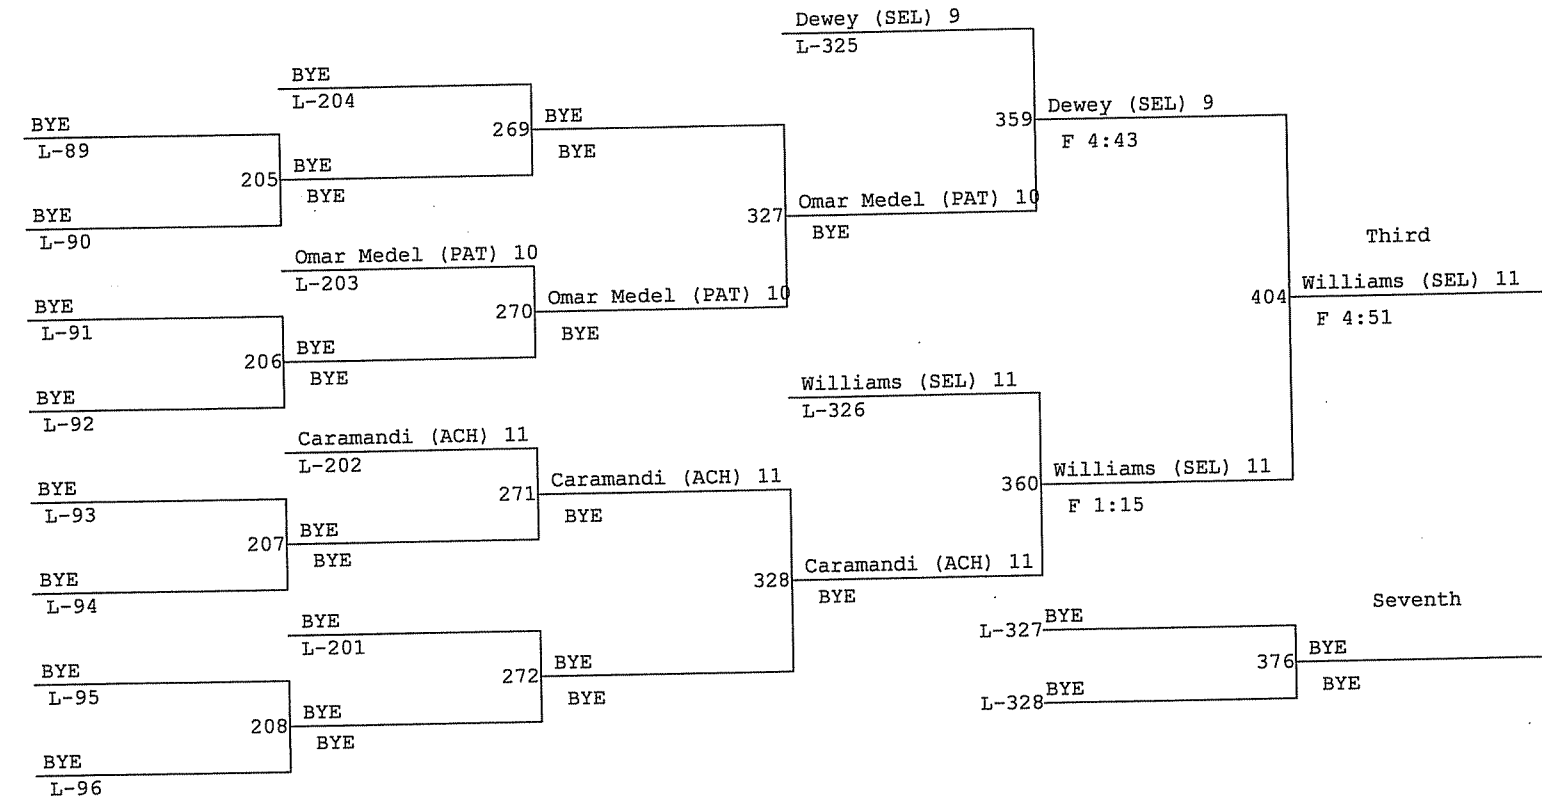 Dewey (SEL) 9
L-325
BYE
L-204
269
BYE
BYE
359
Dewey (SEL) 9
F 4:43
BYE
L-89
205
BYE
BYE
BYE
L-90
327
Omar Medel (PAT) 10
BYE
Omar Medel (PAT) 10
L-203
270
Omar Medel (PAT) 10
BYE
Third
404
Williams (SEL) 11
F 4:51
BYE
L-91
206
BYE
BYE
BYE
L-92
Williams (SEL) 11
L-326
Caramandi (ACH) 11
L-202
271
Caramandi (ACH) 11
BYE
360
Williams (SEL) 11
F 1:15
BYE
L-93
207
BYE
BYE
BYE
L-94
328
Caramandi (ACH) 11
BYE
BYE
L-201
272
BYE
BYE
Seventh
L-327
BYE
376
BYE
BYE
L-328
BYE
BYE
L-95
208
BYE
BYE
BYE
L-96